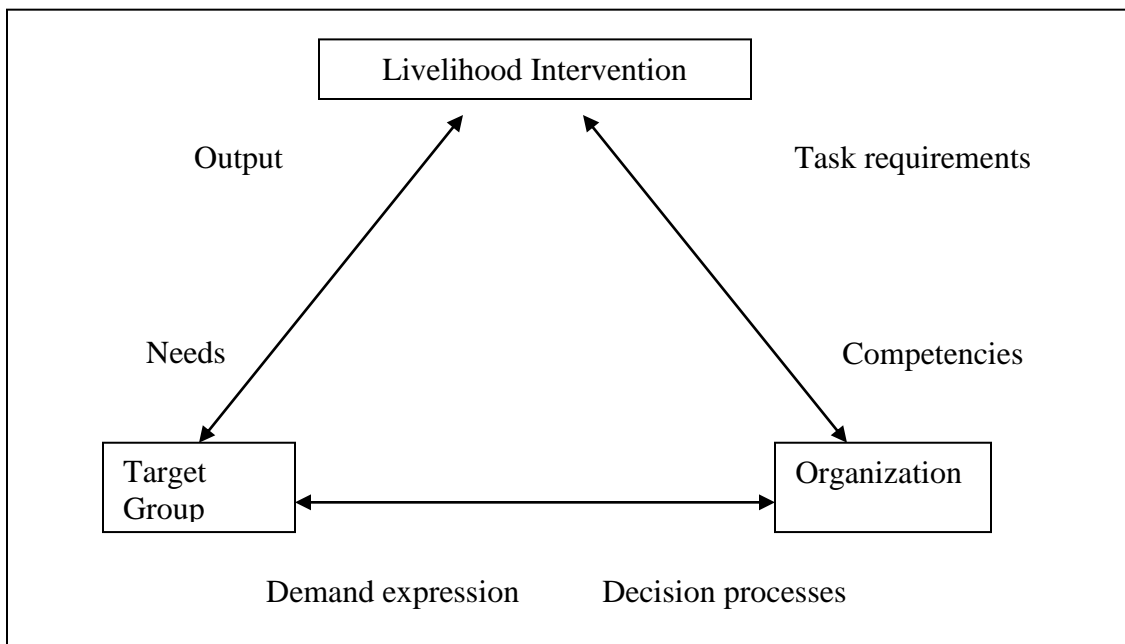 Livelihood Intervention
Output
Task requirements
Needs
Competencies
Target
Group
Organization
Demand expression
Decision processes